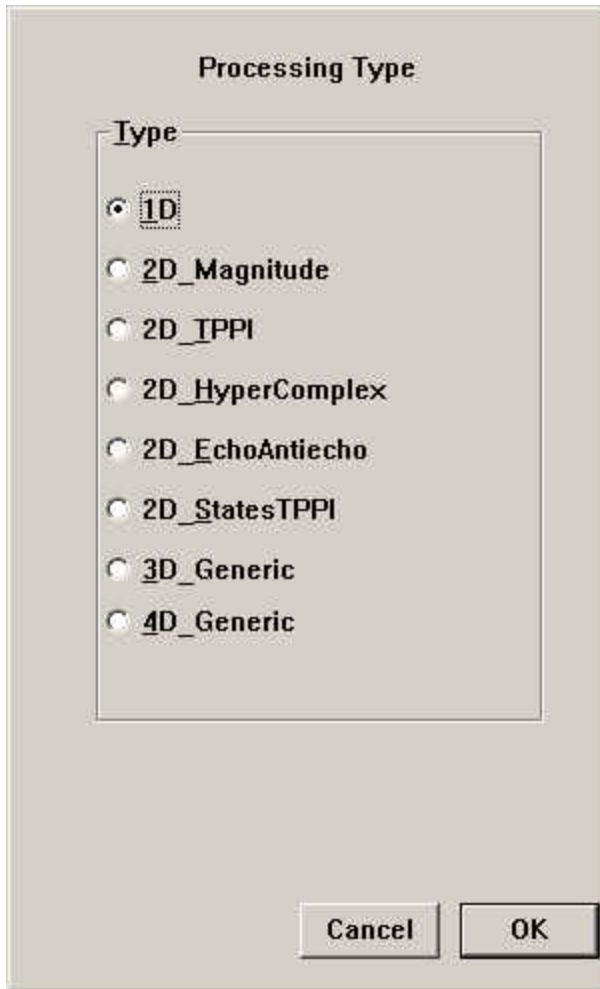 Processing Type
Type
1D
2D_Magnitude
2D_TPPI
2D_HyperComplex
2D_EchoAntiecho
2D_StatesTPPI
3D_Generic
4D_Generic
Cancel OK